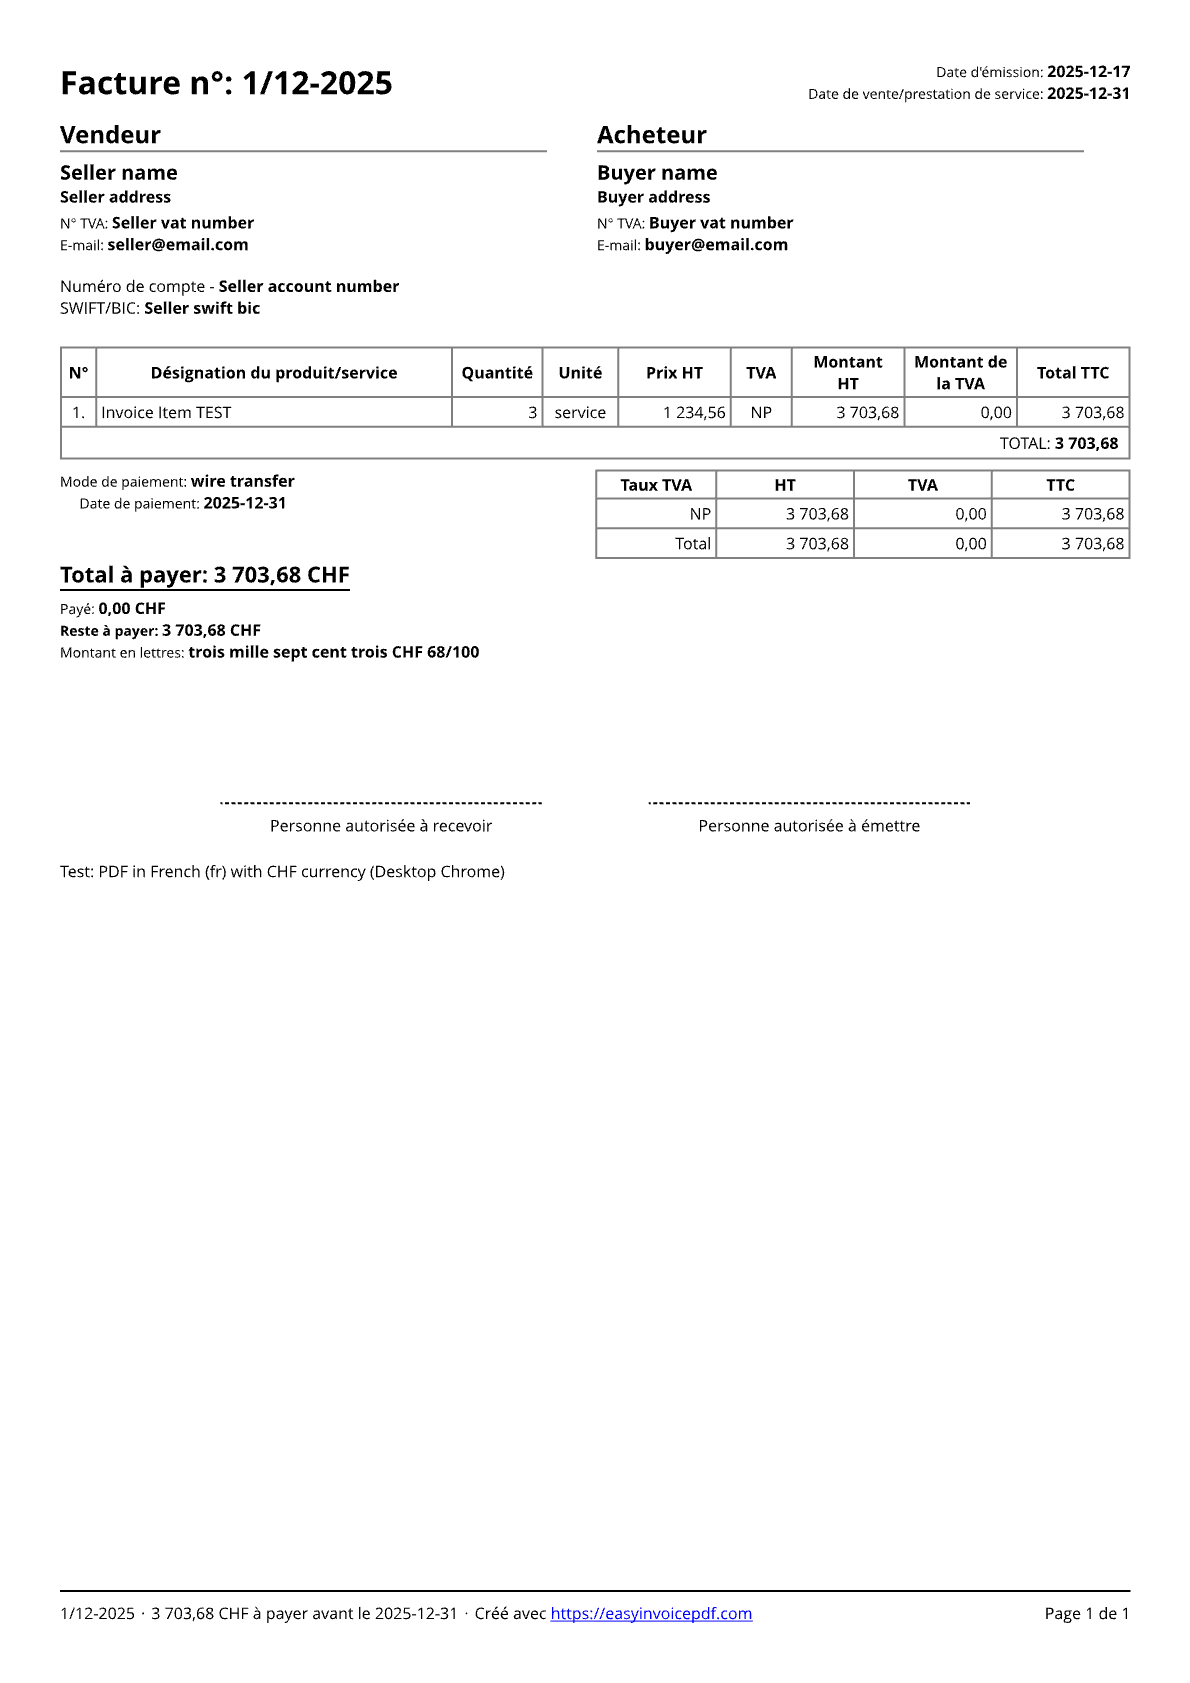 Facture n°: 1/12-2025
Date d'émission: 2025-12-17
Date de vente/prestation de service: 2025-12-31
Vendeur
Seller name
Seller address
N° TVA: Seller vat number
E-mail: seller@email.com
Numéro de compte - Seller account number
SWIFT/BIC: Seller swift bic
Acheteur
Buyer name
Buyer address
N° TVA: Buyer vat number
E-mail: buyer@email.com
N° Désignation du produit/service Quantité Unité Prix HT TVA Montant HT Montant de la TVA Total TTC
1. Invoice Item TEST 3 service 1 234,56 NP 3 703,68 0,00 3 703,68
TOTAL: 3 703,68
Mode de paiement: wire transfer
Date de paiement: 2025-12-31
Taux TVA HT TVA TTC
NP 3 703,68 0,00 3 703,68
Total 3 703,68 0,00 3 703,68
Total à payer: 3 703,68 CHF
Payé: 0,00 CHF
Reste à payer: 3 703,68 CHF
Montant en lettres: trois mille sept cent trois CHF 68/100
Personne autorisée à recevoir
Personne autorisée à émettre
Test: PDF in French (fr) with CHF currency (Desktop Chrome)
1/12-2025 · 3 703,68 CHF à payer avant le 2025-12-31 · Créé avec https://easyinvoicepdf.com
Page 1 de 1